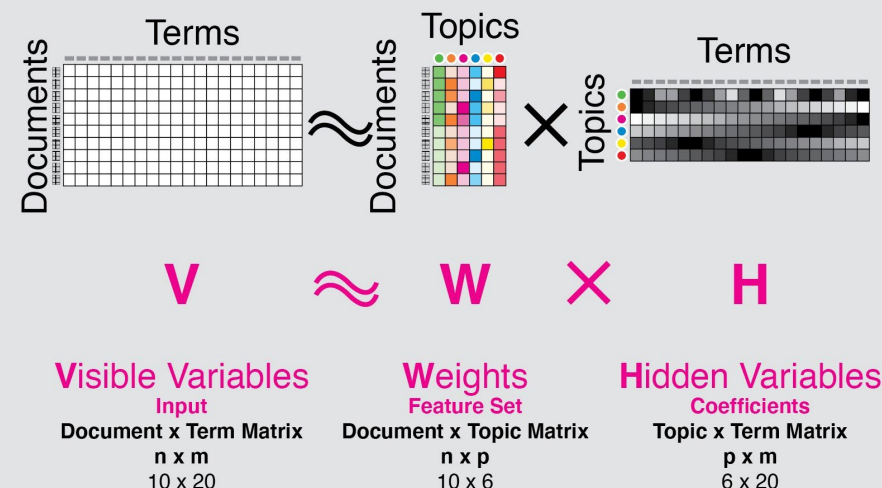 Terms
Documents
≈
Topics
Documents
×
Terms
Topics
V ≈ W × H
Visible Variables
Input
Document x Term Matrix
n x m
10 x 20
Weights
Feature Set
Document x Topic Matrix
n x p
10 x 6
Hidden Variables
Coefficients
Topic x Term Matrix
p x m
6 x 20